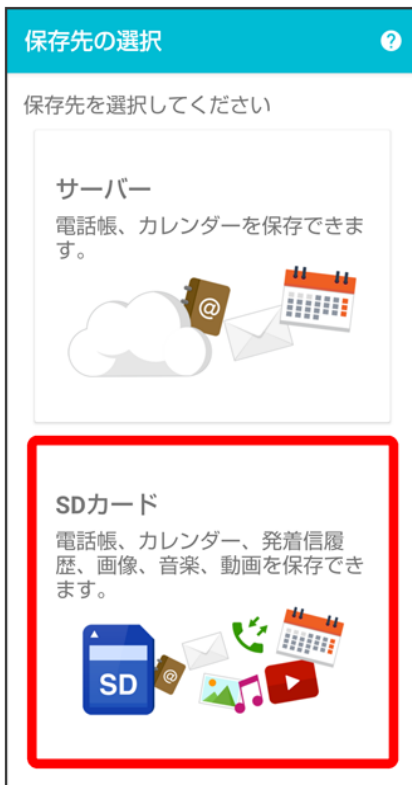 保存先の選択
?
保存先を選択してください
サーバー
電話帳、カレンダーを保存できま
す。
@
SDカード
電話帳、カレンダー、発着信履
歴、画像、音楽、動画を保存でき
ます。
SD
@